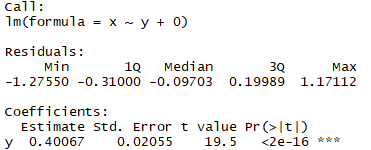 Call:
lm(formula = x ~ y + 0)
Residuals:
Min 1Q Median 3Q Max
-1.27550 -0.31000 -0.09703 0.19989 1.17112
Coefficients:
Estimate Std. Error t value Pr(>|t|)
y 0.40067 0.02055 19.5 <2e-16 ***